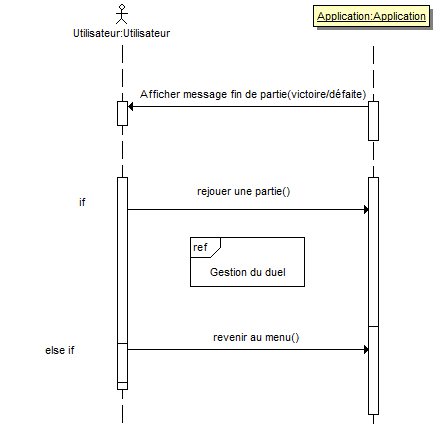 Utilisateur:Utilisateur
Application:Application
Afficher message fin de partie(victoire/défaite)
if
rejouer une partie()
ref
Gestion du duel
revenir au menu()
else if